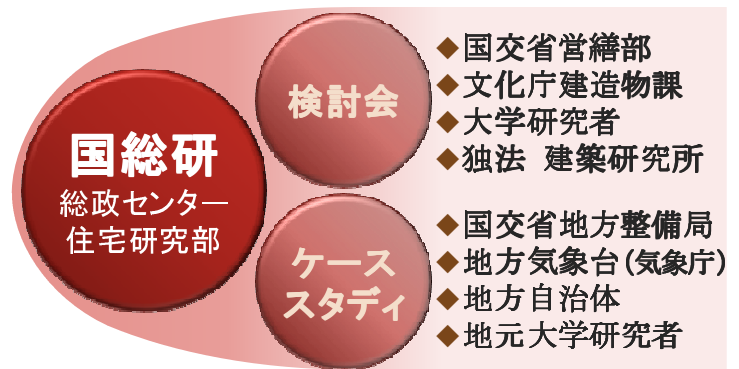 国総研
総政センター
住宅研究部
検討会
◆国交省営繕部
◆文化庁建造物課
◆大学研究者
◆独法 建築研究所
ケース
スタディ
◆国交省地方整備局
◆地方気象台(気象庁)
◆地方自治体
◆地元大学研究者